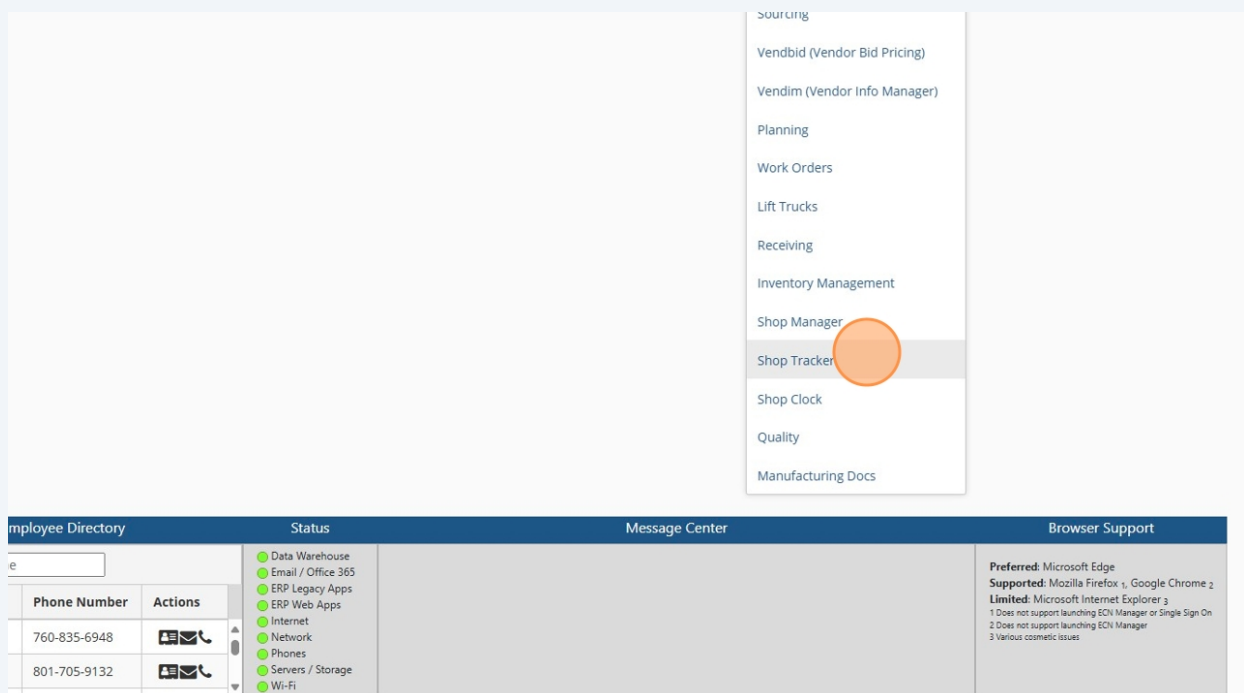 Sourcing
Vendbid (Vendor Bid Pricing)
Vendim (Vendor Info Manager)
Planning
Work Orders
Lift Trucks
Receiving
Inventory Management
Shop Manager
Shop Tracker
Shop Clock
Quality
Manufacturing Docs
mployee Directory
Phone Number Actions
760-835-6948
801-705-9132
Status
Data Warehouse
Email / Office 365
ERP Legacy Apps
ERP Web Apps
Internet
Network
Phones
Servers / Storage
Wi-Fi
Message Center
Browser Support
Preferred: Microsoft Edge
Supported: Mozilla Firefox 1, Google Chrome 2
Limited: Microsoft Internet Explorer 3
1 Does not support launching ECN Manager or Single Sign On
2 Does not support launching ECN Manager
3 Various cosmetic issues